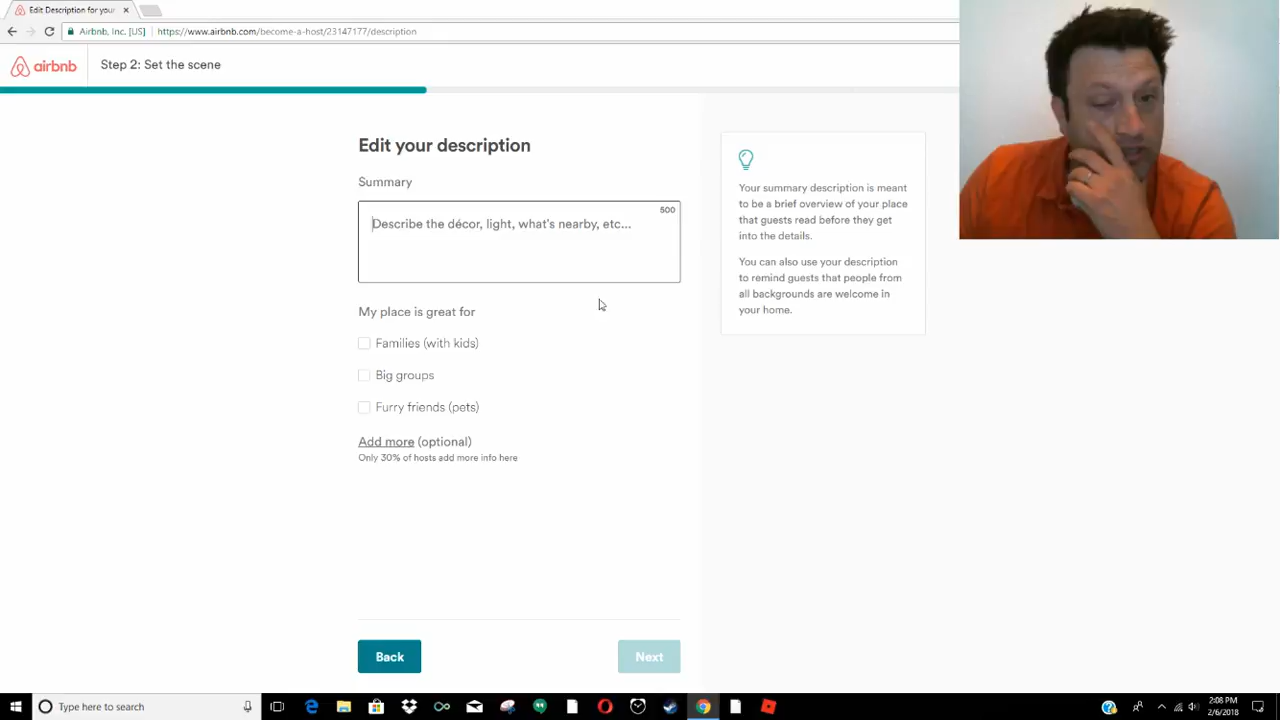 Edit Description for your
Airbnb, Inc. [US]
https://www.airbnb.com/become-a-host/23147177/description
airbnb
Step 2: Set the scene
Edit your description
Summary
500
Describe the décor, light, what's nearby, etc...
My place is great for
Families (with kids)
Big groups
Furry friends (pets)
Add more (optional)
Only 30% of hosts add more info here
Back
Next
Your summary description is meant
to be a brief overview of your place
that guests read before they get
into the details.
You can also use your description
to remind guests that people from
all backgrounds are welcome in
your home.
Type here to search
2:08 PM
2/6/2018